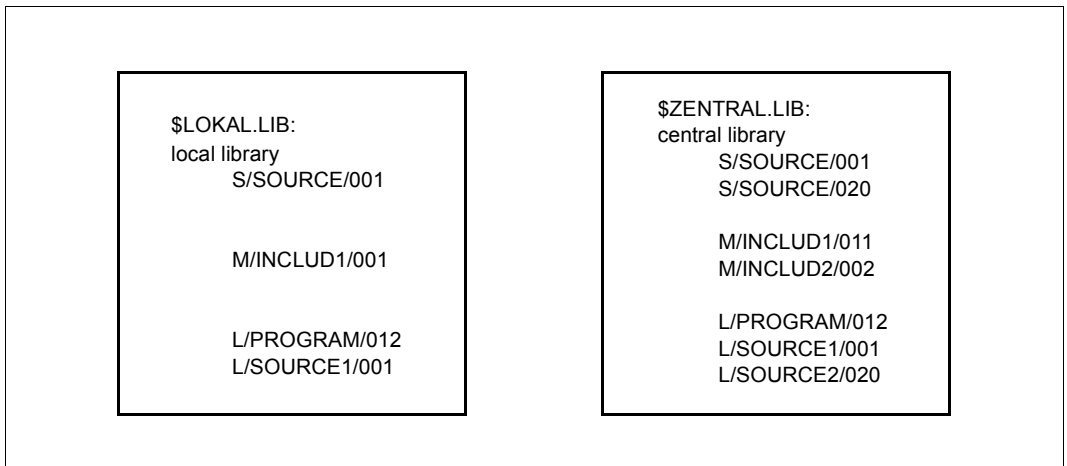 $LOKAL.LIB:
local library
S/SOURCE/001
M/INCLUD1/001
L/PROGRAM/012
L/SOURCE1/001
$ZENTRAL.LIB:
central library
S/SOURCE/001
S/SOURCE/020
M/INCLUD1/011
M/INCLUD2/002
L/PROGRAM/012
L/SOURCE1/001
L/SOURCE2/020